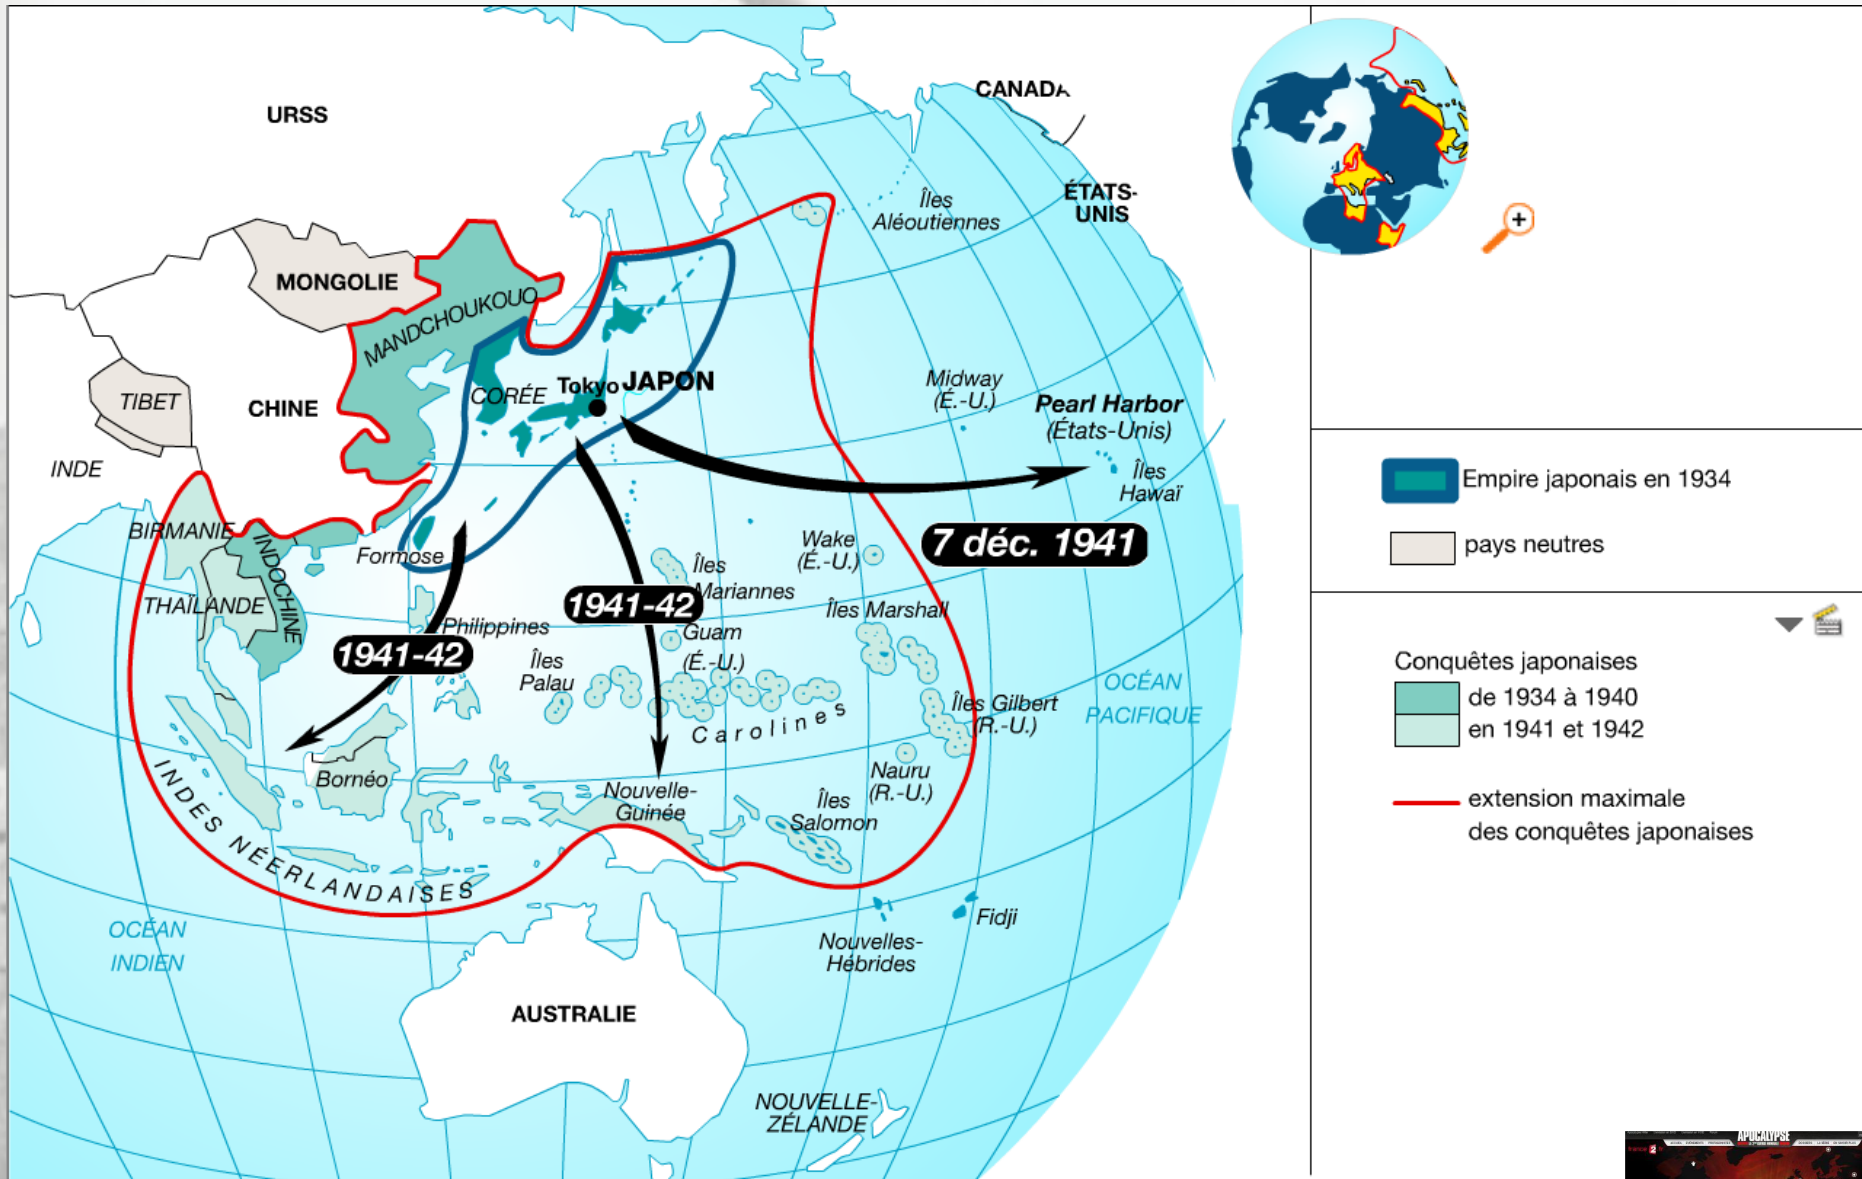 URSS
CANADA
ÉTATS-
UNIS
Îles
Aléoutiennes
MONGOLIE
MANDCHOUKOUO
TIBET
CHINE
CORÉE
Tokyo
JAPON
Midway
(É.-U.)
Pearl Harbor
(États-Unis)
Îles
Hawaï
INDE
BIRMANIE
INDOCHINE
Formose
THAÏLANDE
Philippines
1941-42
1941-42
7 déc. 1941
Wake
(É.-U.)
Îles
Mariannes
Guam
(É.-U.)
Îles Marshall
Îles
Palau
Carolines
Îles Gilbert
(R.-U.)
OCÉAN
PACIFIQUE
Nauru
(R.-U.)
Bornéo
Nouvelle-
Guinée
Îles
Salomon
INDES NÉERLANDAISES
OCÉAN
INDIEN
Nouvelles-
Hébrides
Fidji
AUSTRALIE
NOUVELLE-
ZÉLANDE
Empire japonais en 1934
pays neutres
Conquêtes japonaises
de 1934 à 1940
en 1941 et 1942
extension maximale
des conquêtes japonaises
APOCALYPSE
france 2